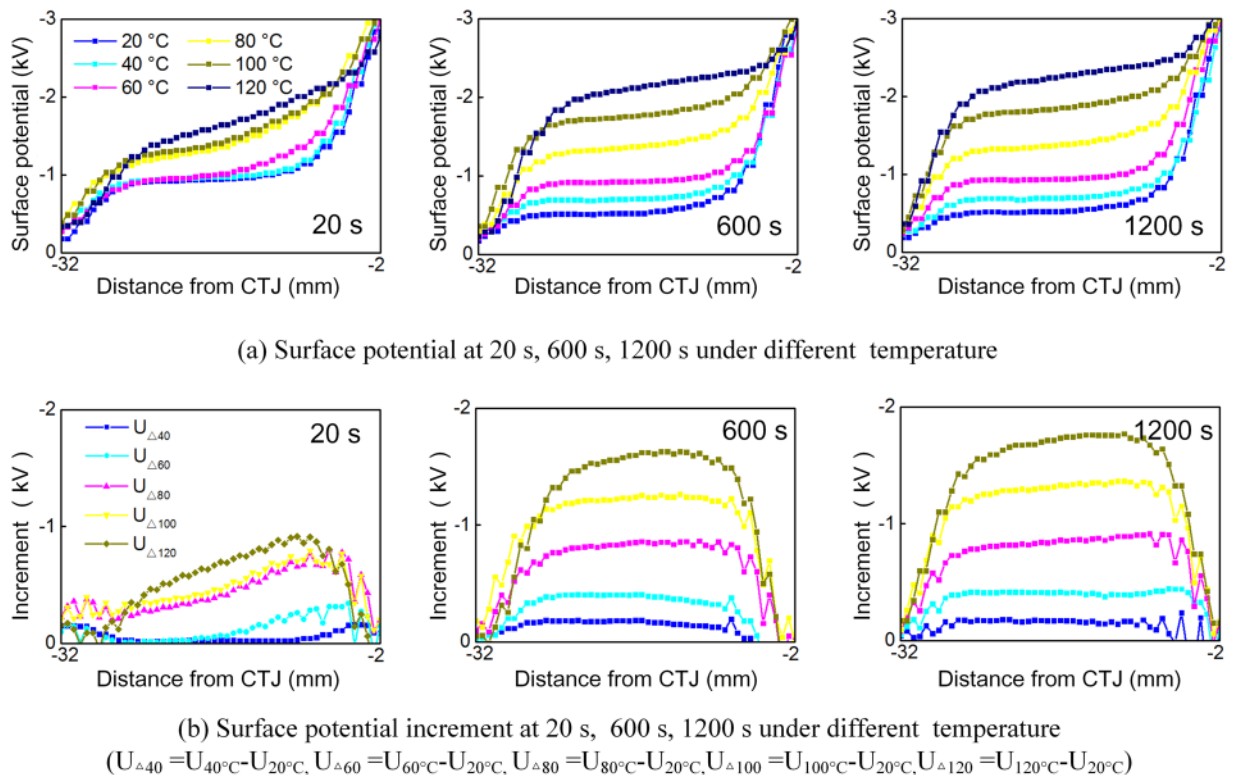 -3
-2
-1
0
Surface potential (kV)
20 °C
40 °C
60 °C
80 °C
100 °C
120 °C
20 s
-32
-2
Distance from CTJ (mm)
-3
-2
-1
0
Surface potential (kV)
600 s
-32
-2
Distance from CTJ (mm)
-3
-2
-1
0
Surface potential (kV)
1200 s
-32
-2
Distance from CTJ (mm)
(a) Surface potential at 20 s, 600 s, 1200 s under different temperature
-2
-1
0
Increment ( kV)
U△40
U△60
U△80
U△100
U△120
20 s
-32
-2
Distance from CTJ (mm)
-2
-1
0
Increment ( kV)
600 s
-32
-2
Distance from CTJ (mm)
-2
-1
0
Increment ( kV)
1200 s
-32
-2
Distance from CTJ (mm)
(b) Surface potential increment at 20 s, 600 s, 1200 s under different temperature
(U△40 =U40°C-U20°C, U△60 =U60°C-U20°C, U△80 =U80°C-U20°C,U△100 =U100°C-U20°C,U△120 =U120°C-U20°C)